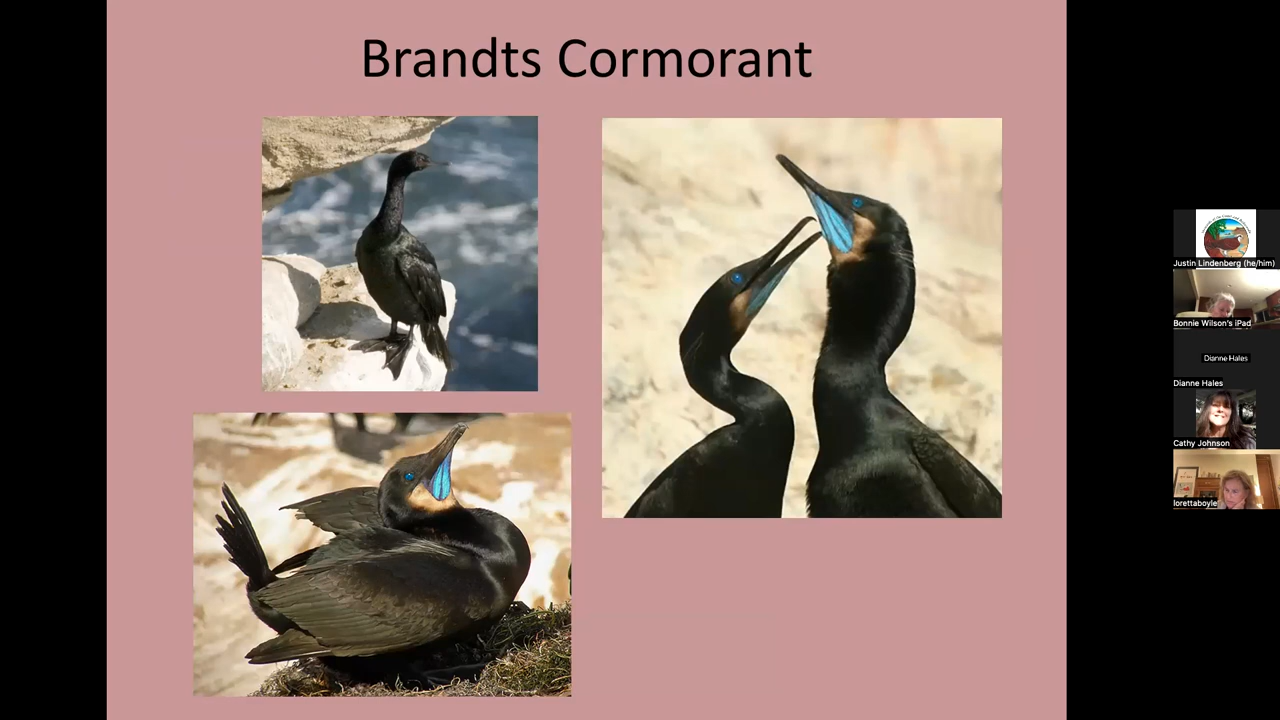 Brandts Cormorant
Justin Lindenberg (he/him)
Bonnie Wilson's iPad
Dianne Hales
Dianne Hales
Cathy Johnson
lorettaboyle